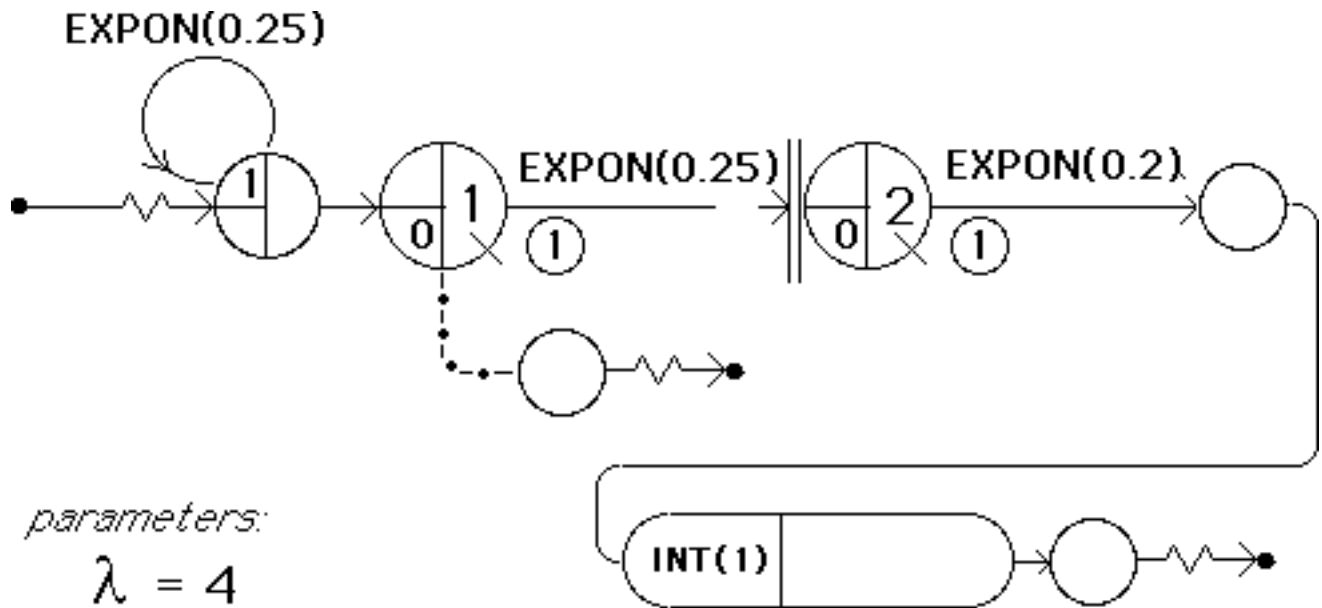 EXPON(0.25)
1
1
0
EXPON(0.25)
1
2
0
EXPON(0.2)
1
INT(1)
parameters:
λ = 4